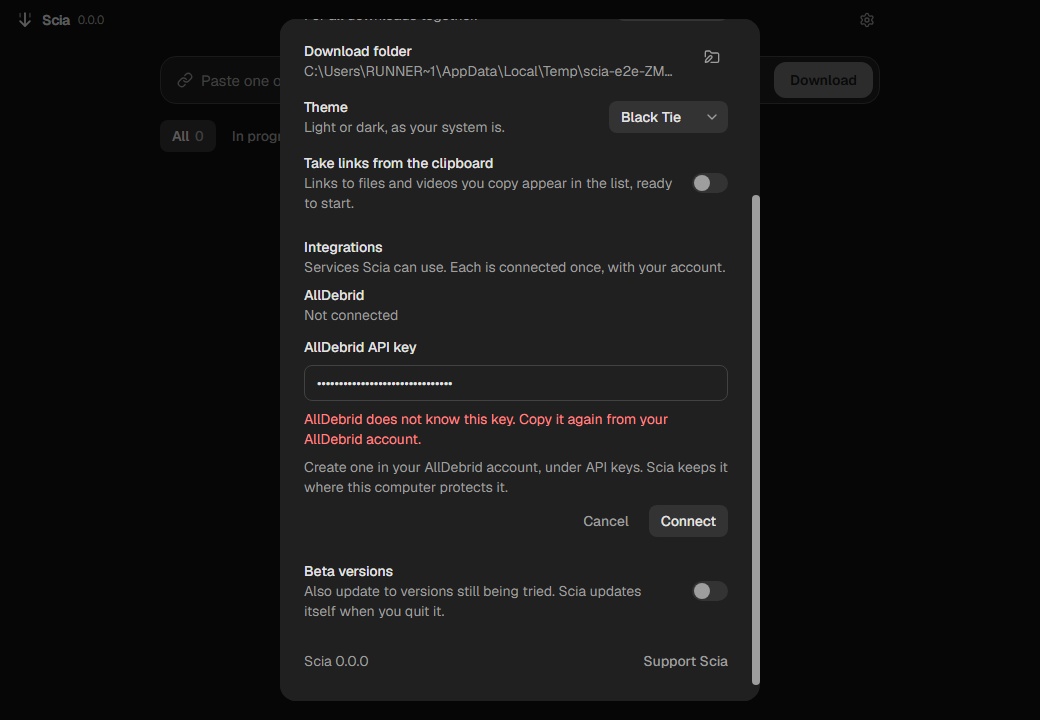 Scia 0.0.0
For all downloads together.
Paste one o
Download
All 0
In progr
Download folder
C:\Users\RUNNER~1\AppData\Local\Temp\scia-e2e-ZM…
Theme
Light or dark, as your system is.
Black Tie
Take links from the clipboard
Links to files and videos you copy appear in the list, ready
to start.
Integrations
Services Scia can use. Each is connected once, with your account.
AllDebrid
Not connected
AllDebrid API key
••••••••••••••••••••••••••••••••
AllDebrid does not know this key. Copy it again from your
AllDebrid account.
Create one in your AllDebrid account, under API keys. Scia keeps it
where this computer protects it.
Cancel
Connect
Beta versions
Also update to versions still being tried. Scia updates
itself when you quit it.
Scia 0.0.0
Support Scia